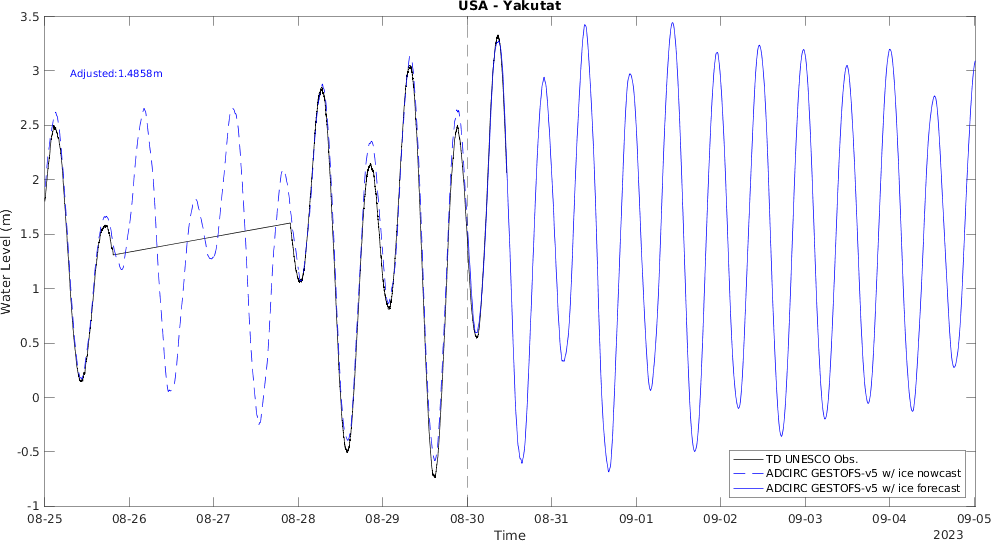 USA - Yakutat
3.5
3
2.5
2
1.5
1
0.5
0
-0.5
-1
Water Level (m)
Adjusted:1.4858m
TD UNESCO Obs.
ADCIRC GESTOFS-v5 w/ ice nowcast
ADCIRC GESTOFS-v5 w/ ice forecast
08-25 08-26 08-27 08-28 08-29 08-30 08-31 09-01 09-02 09-03 09-04 09-05
Time
2023